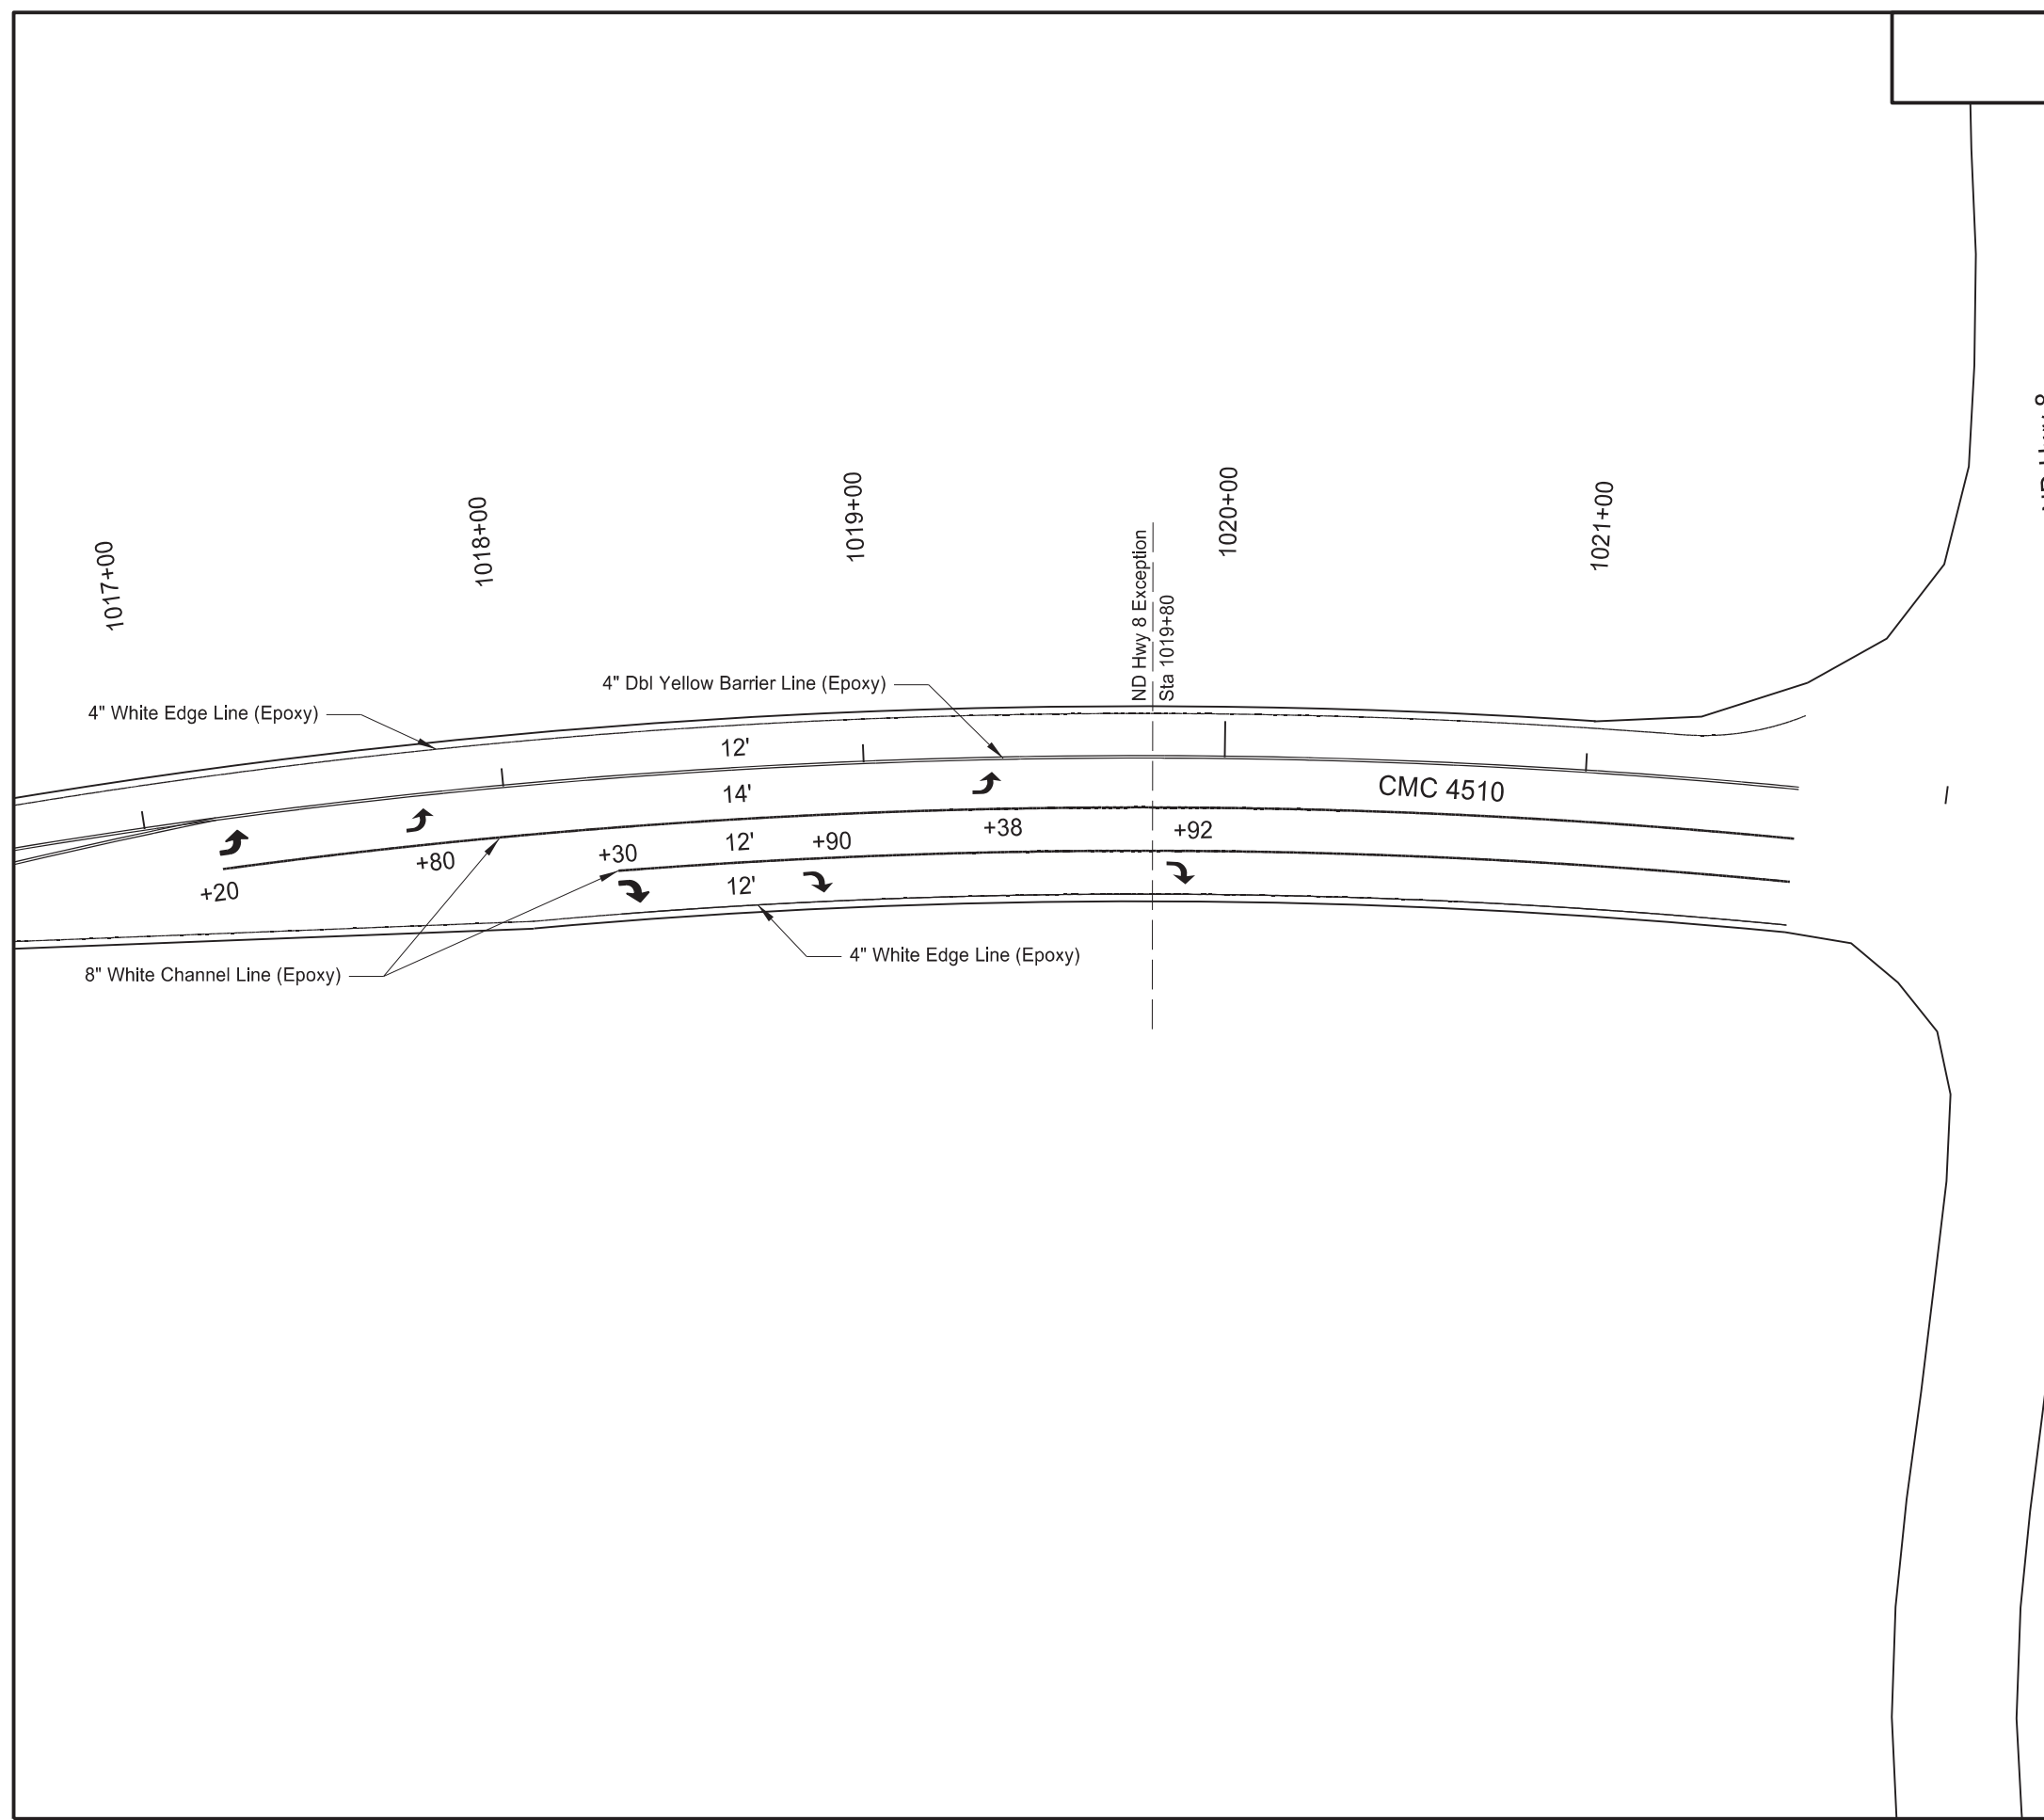 1017+00
1018+00
1019+00
1020+00
1021+00
ND Hwy 8 Exception
Sta 1019+80
4" Dbl Yellow Barrier Line (Epoxy)
4" White Edge Line (Epoxy)
12'
14'
CMC 4510
12'
+90
+38
+92
+80
+30
+20
12'
4" White Edge Line (Epoxy)
8" White Channel Line (Epoxy)